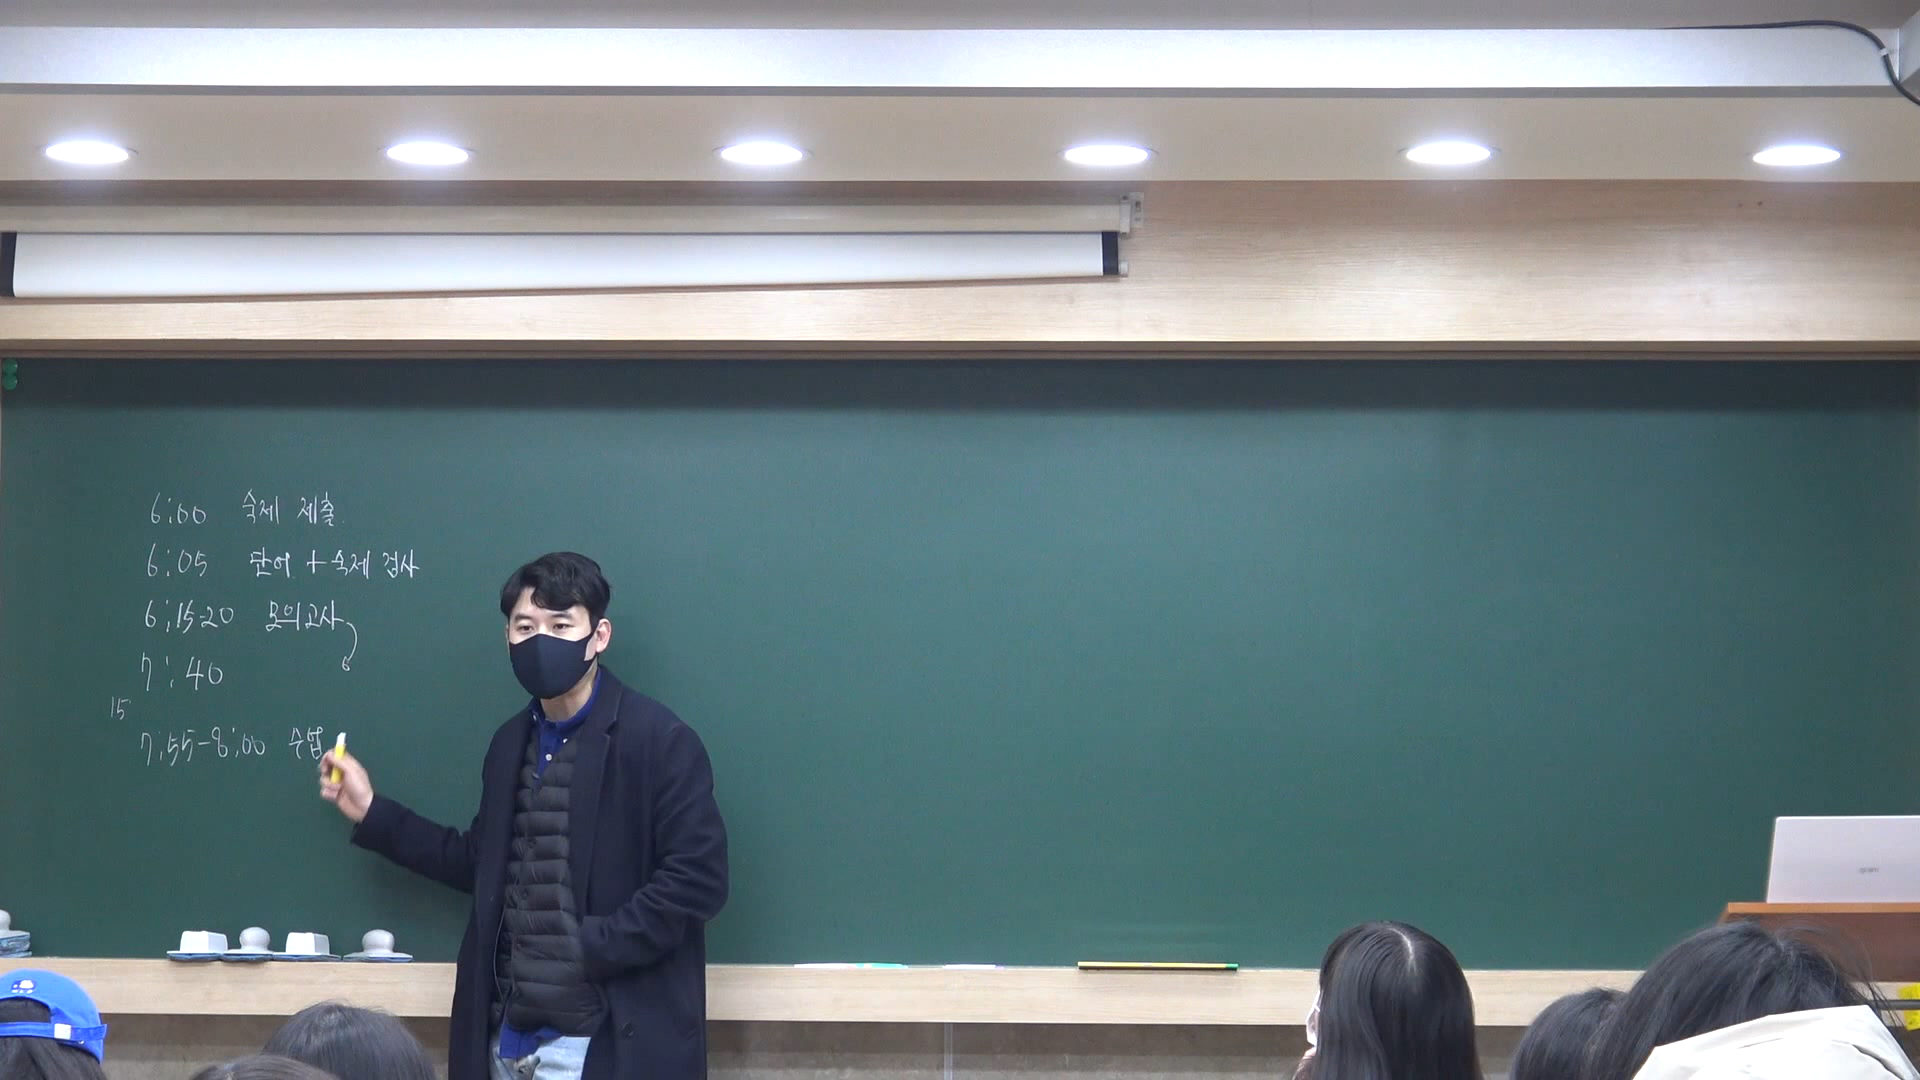 6:00 숙제 제출
6:05 단어 + 숙제 검사
6:15-20 모의고사
7:40
15
7:55-8:00 수업
gram